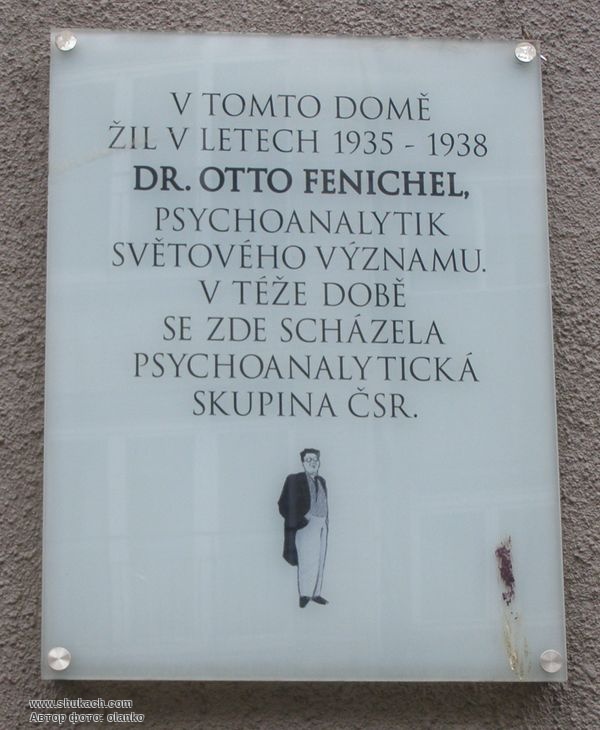 V TOMTO DOMĚ
ŽIL V LETECH 1935 - 1938
DR. OTTO FENICHEL,
PSYCHOANALYTIK
SVĚTOVÉHO VÝZNAMU.
V TÉŽE DOBĚ
SE ZDE SCHÁZELA
PSYCHOANALYTICKÁ
SKUPINA ČSR.
www.shukach.com
Автор фото: olanko